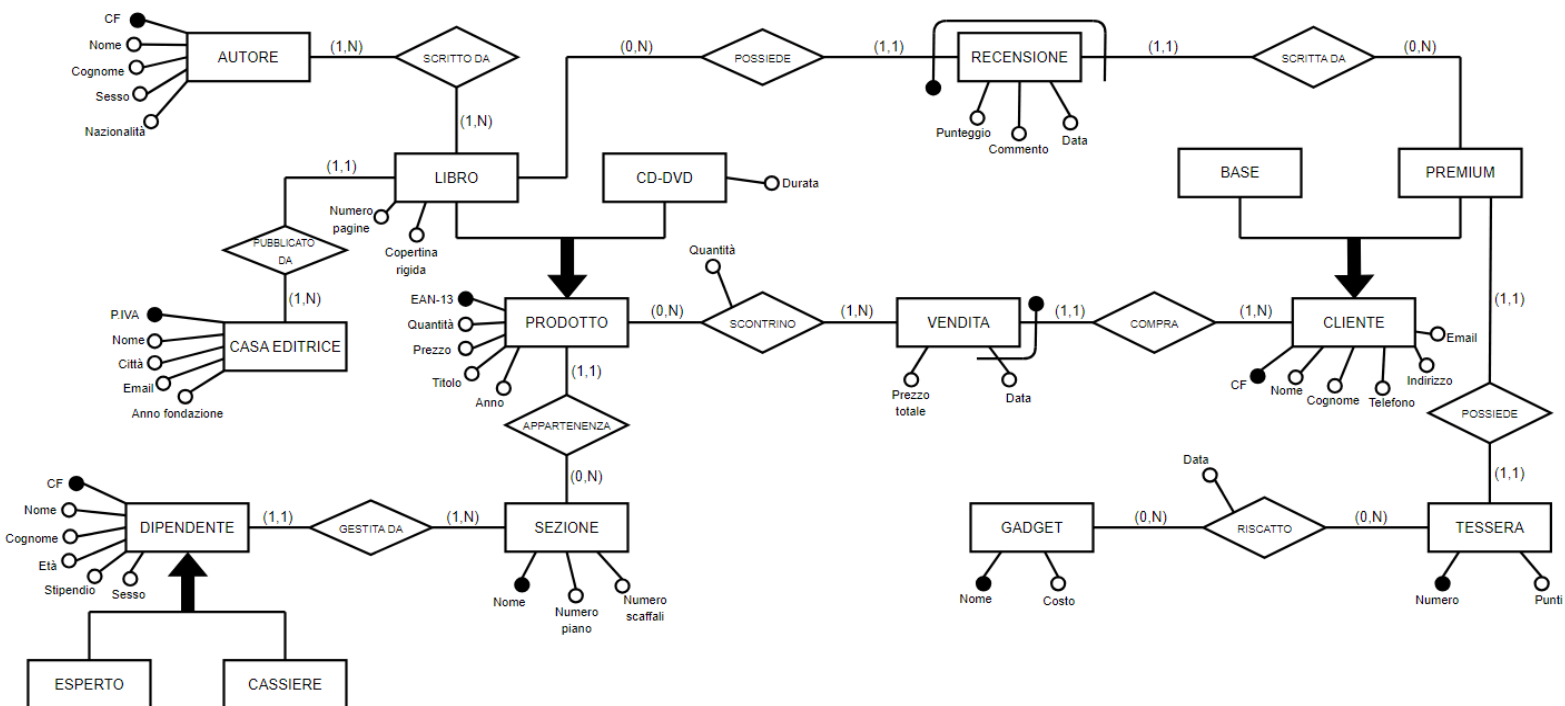 CF
Nome
Cognome
Sesso
Nazionalità
AUTORE
(1,N)
SCRITTO DA
(1,N)
(0,N)
POSSIEDE
(1,1)
RECENSIONE
Punteggio
Commento
Data
(1,1)
SCRITTA DA
(0,N)
(1,1)
LIBRO
Numero
pagine
Copertina
rigida
CD-DVD
Durata
BASE
PREMIUM
PUBBLICATO
DA
(1,N)
P.IVA
Nome
Città
Email
Anno fondazione
CASA EDITRICE
EAN-13
Quantità
Prezzo
Titolo
Anno
PRODOTTO
(0,N)
Quantità
SCONTRINO
(1,N)
VENDITA
Prezzo
totale
Data
(1,1)
COMPRA
(1,N)
CLIENTE
CF
Nome
Cognome
Telefono
Indirizzo
Email
(1,1)
POSSIEDE
(1,1)
(1,1)
APPARTENENZA
(0,N)
CF
Nome
Cognome
Età
Stipendio
Sesso
DIPENDENTE
(1,1)
GESTITA DA
(1,N)
SEZIONE
Nome
Numero
piano
Numero
scaffali
GADGET
Nome
Costo
(0,N)
Data
RISCATTO
(0,N)
TESSERA
Numero
Punti
ESPERTO
CASSIERE